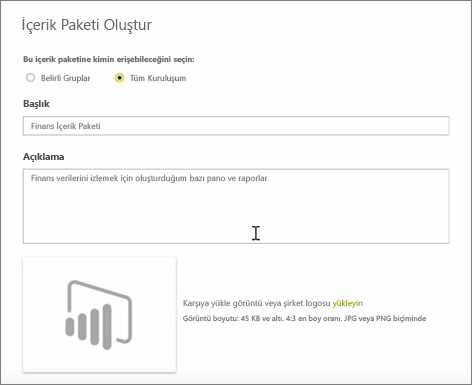 İçerik Paketi Oluştur
Bu içerik paketine kimin erişebileceğini seçin:
Belirli Gruplar
Tüm Kuruluşum
Başlık
Finans İçerik Paketi
Açıklama
Finans verilerini izlemek için oluşturduğum bazı pano ve raporlar
Karşıya yükle görüntü veya şirket logosu yükleyin
Görüntü boyutu: 45 KB ve altı. 4:3 en boy oranı. JPG veya PNG biçiminde